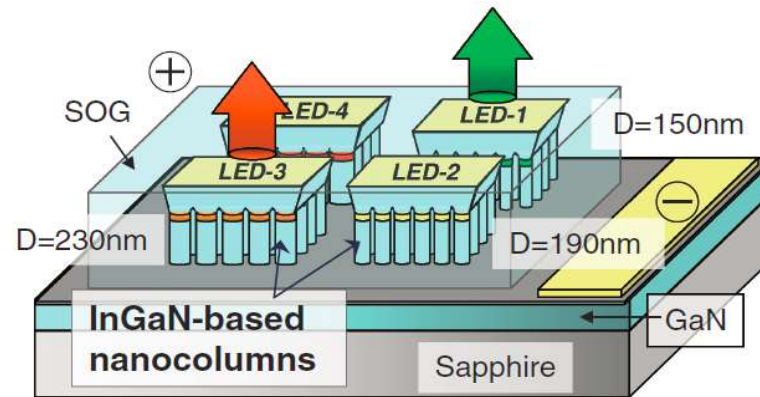 +
SOG
LED-4
LED-1
D=150nm
LED-3
LED-2
−
D=230nm
D=190nm
InGaN-based
nanocolumns
GaN
Sapphire